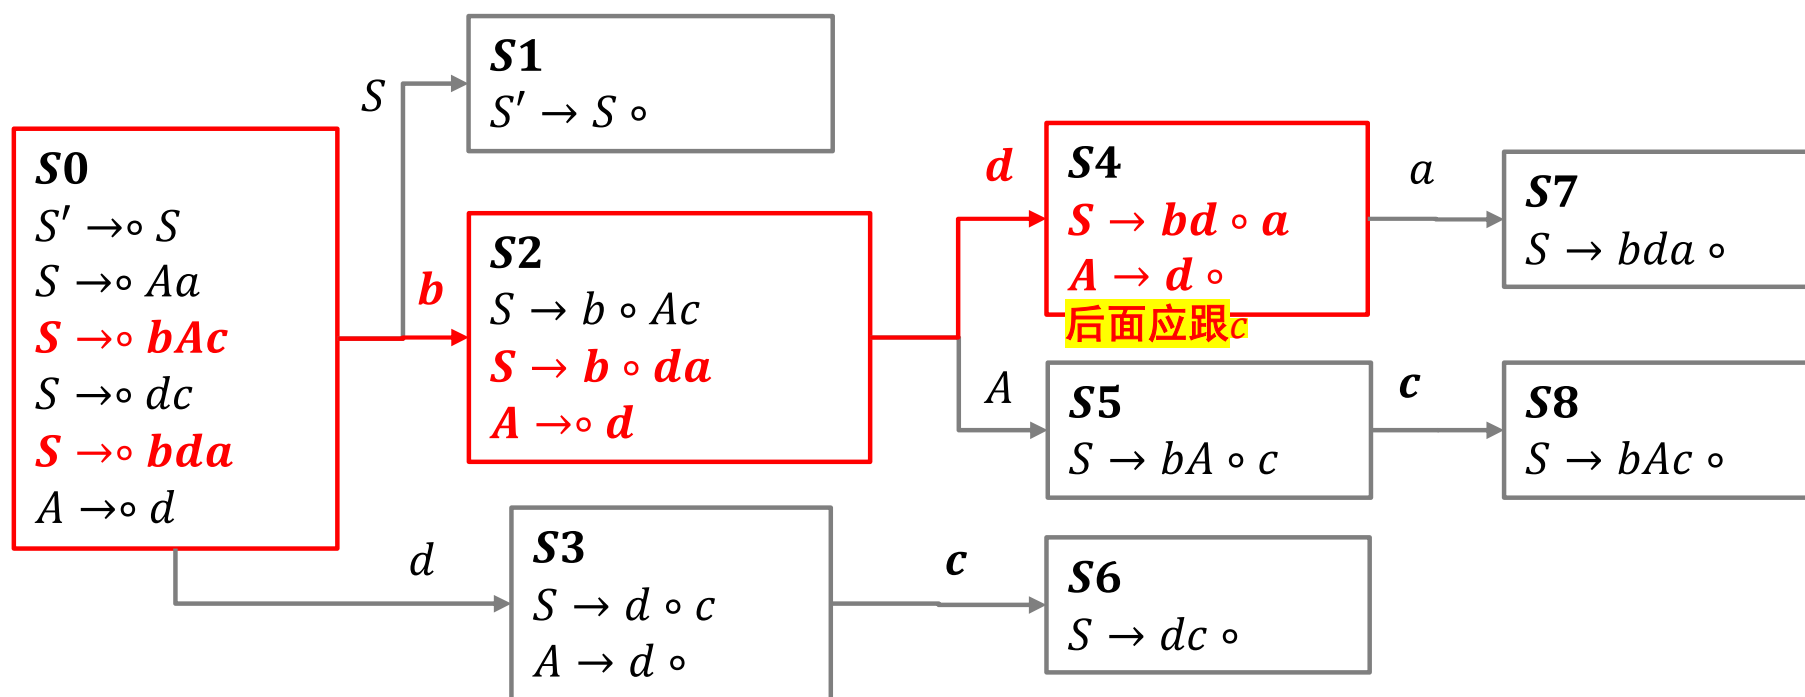 S0
S′ →∘ S
S →∘ Aa
S →∘ bAc
S →∘ dc
S →∘ bda
A →∘ d
S
S1
S′ → S ∘
b
S2
S → b ∘ Ac
S → b ∘ da
A →∘ d
d
S3
S → d ∘ c
A → d ∘
d
S4
S → bd ∘ a
A → d ∘
后面应跟c
A
S5
S → bA ∘ c
c
S6
S → dc ∘
a
S7
S → bda ∘
c
S8
S → bAc ∘